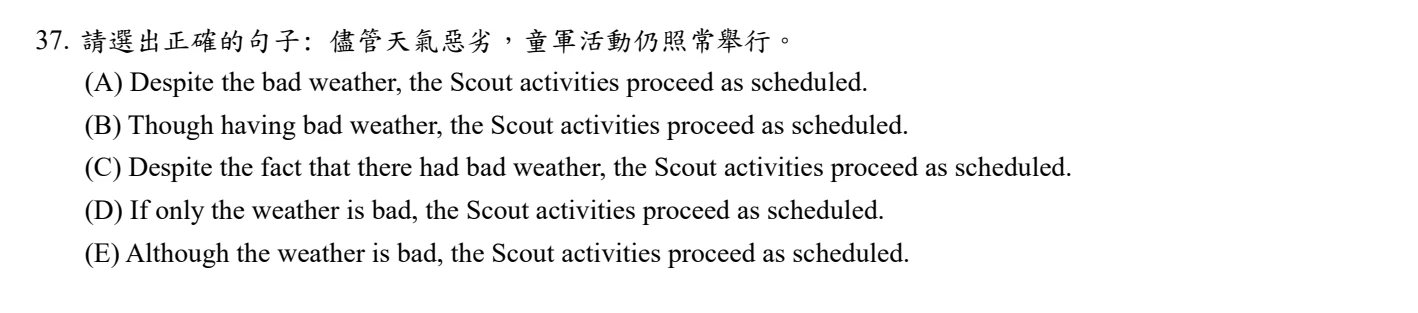 37. 請選出正確的句子：儘管天氣惡劣，童軍活動仍照常舉行。
(A) Despite the bad weather, the Scout activities proceed as scheduled.
(B) Though having bad weather, the Scout activities proceed as scheduled.
(C) Despite the fact that there had bad weather, the Scout activities proceed as scheduled.
(D) If only the weather is bad, the Scout activities proceed as scheduled.
(E) Although the weather is bad, the Scout activities proceed as scheduled.